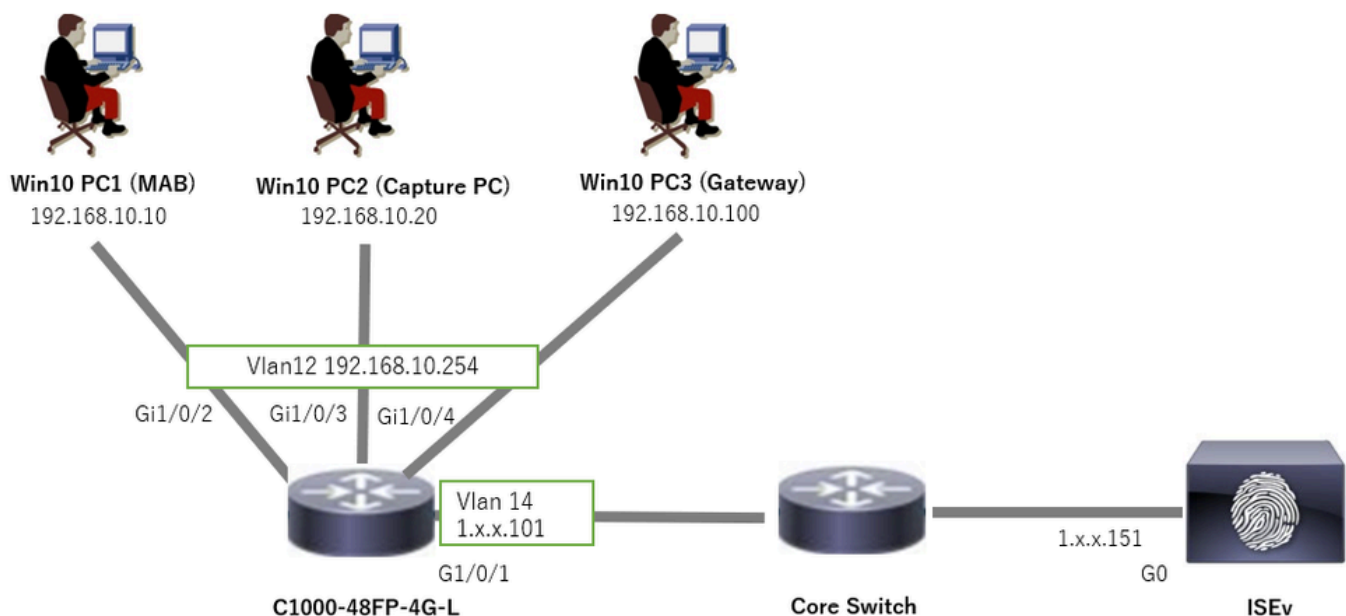 Win10 PC1 (MAB)
192.168.10.10
Win10 PC2 (Capture PC)
192.168.10.20
Win10 PC3 (Gateway)
192.168.10.100
Vlan12 192.168.10.254
Gi1/0/2
Gi1/0/3
Gi1/0/4
Vlan 14
1.x.x.101
G1/0/1
C1000-48FP-4G-L
Core Switch
1.x.x.151
G0
ISEv